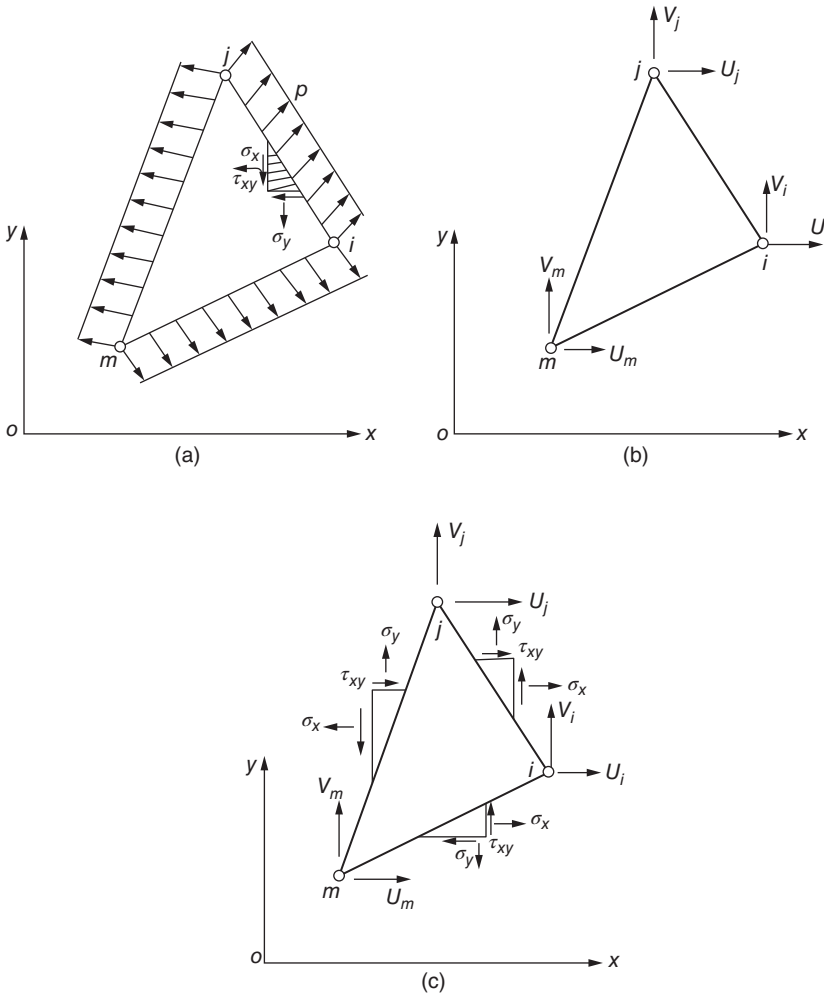 j
p
σx
τxy
σy
i
y
m
o
x
(a)
Vj
j
Uj
Vi
y
U
i
Vm
m
Um
o
x
(b)
Vj
Uj
j
σy
σy
τxy
τxy
σx
σx
Vi
y
i
Ui
Vm
σx
τxy
σy
m
Um
o
x
(c)